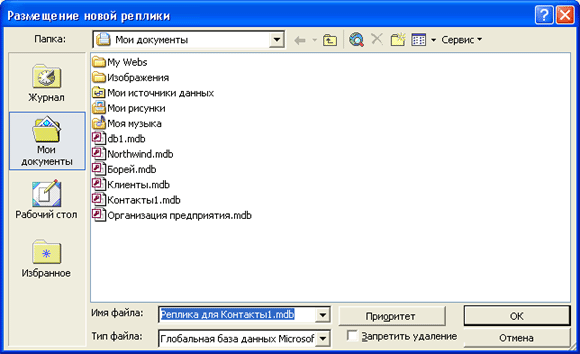 Размещение новой реплики
Папка: Мои документы Сервис
My Webs
Изображения
Мои источники данных
Мои рисунки
Моя музыка
db1.mdb
Northwind.mdb
Борей.mdb
Клиенты.mdb
Контакты1.mdb
Организация предприятия.mdb
Журнал
Мои документы
Рабочий стол
Избранное
Имя файла: Реплика для Контакты1.mdb Приоритет ОК
Тип файла: Глобальная база данных Microsof Запретить удаление Отмена